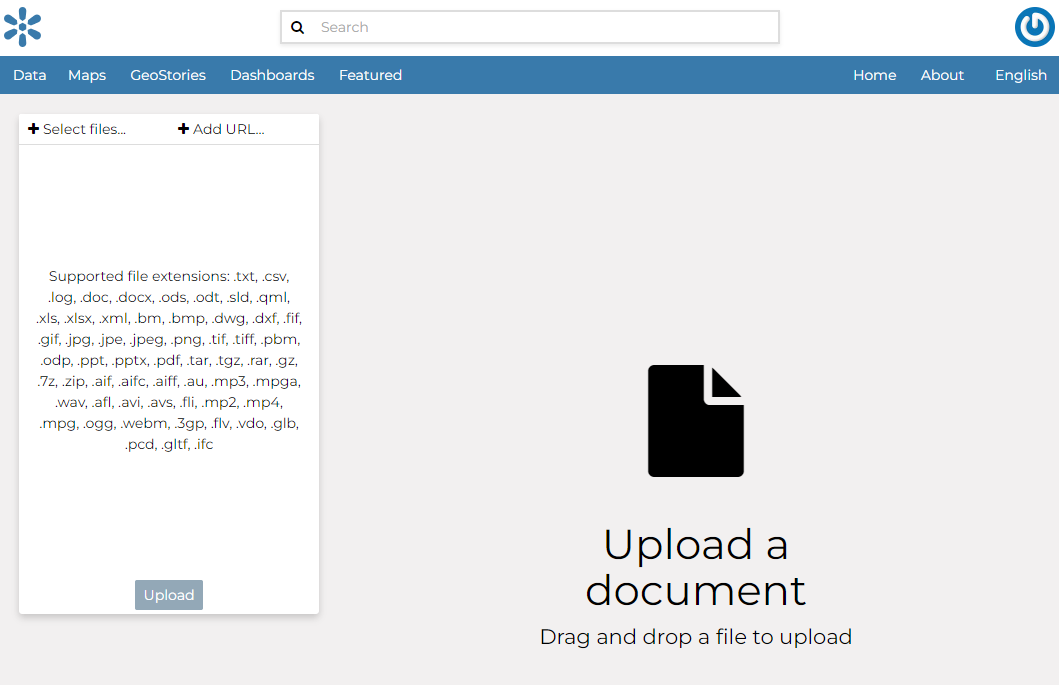 Search
Data Maps GeoStories Dashboards Featured Home About English
Select files... Add URL...
Supported file extensions: .txt, .csv,
.log, .doc, .docx, .ods, .odt, .sld, .qml,
.xls, .xlsx, .xml, .bm, .bmp, .dwg, .dxf, .fif,
.gif, .jpg, .jpe, .jpeg, .png, .tif, .tiff, .pbm,
.odp, .ppt, .pptx, .pdf, .tar, .tgz, .rar, .gz,
.7z, .zip, .aif, .aifc, .aiff, .au, .mp3, .mpga,
.wav, .afl, .avi, .avs, .fli, .mp2, .mp4,
.mpg, .ogg, .webm, .3gp, .flv, .vdo, .glb,
.pcd, .gltf, .ifc
Upload
Upload a
document
Drag and drop a file to upload